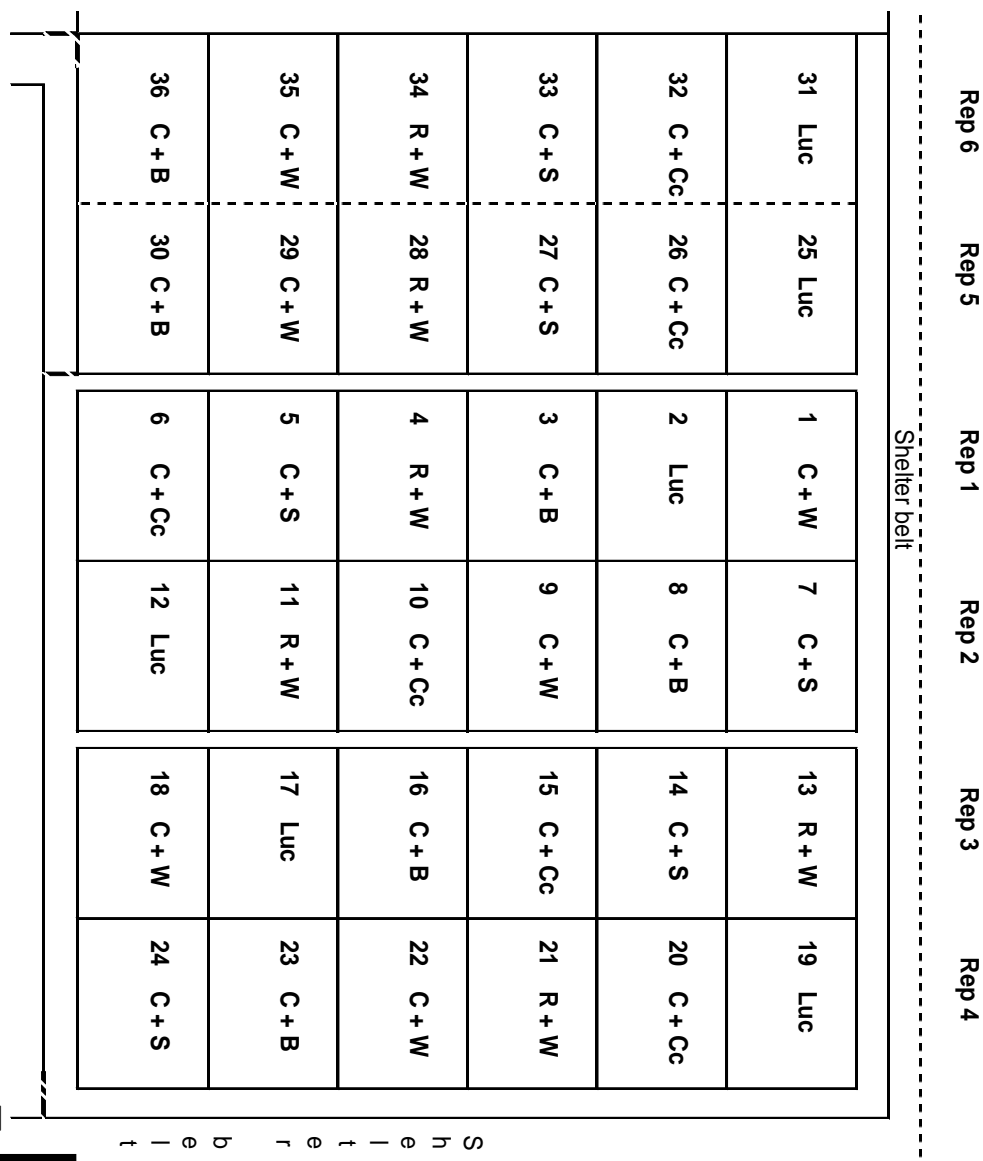 Rep 6
31 Luc
32 C + Cc
33 C + S
34 R + W
35 C + W
36 C + B
Rep 5
25 Luc
26 C + Cc
27 C + S
28 R + W
29 C + W
30 C + B
Rep 1
1 C + W
2 Luc
3 C + B
4 R + W
5 C + S
6 C + Cc
Rep 2
7 C + S
8 C + B
9 C + W
10 C + Cc
11 R + W
12 Luc
Rep 3
13 R + W
14 C + S
15 C + Cc
16 C + B
17 Luc
18 C + W
Rep 4
19 Luc
20 C + Cc
21 R + W
22 C + W
23 C + B
24 C + S
Shelter belt
Shelter belt